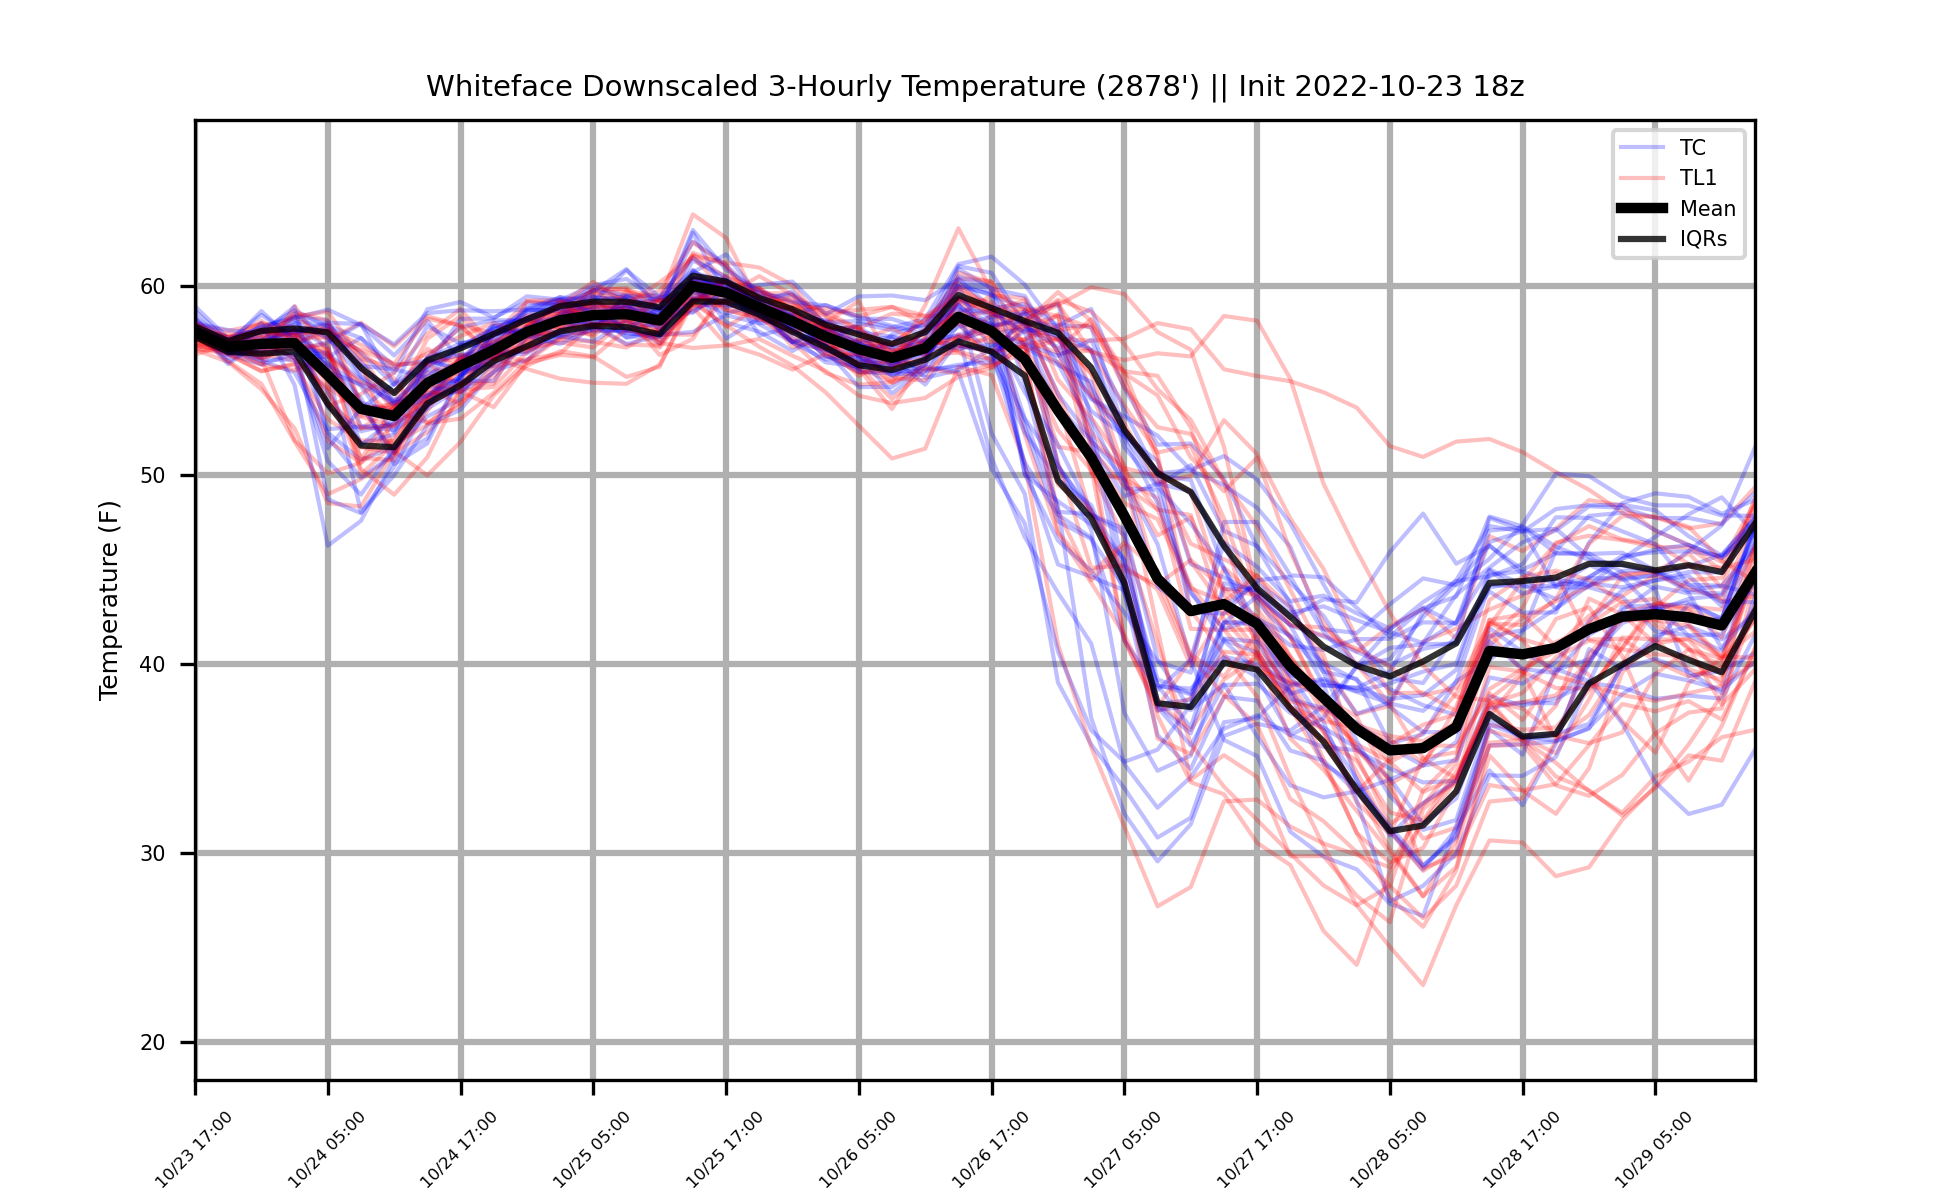 Whiteface Downscaled 3-Hourly Temperature (2878') || Init 2022-10-23 18z
TC
TL1
Mean
IQRs
Temperature (F)
60
50
40
30
20
10/23 17:00
10/24 05:00
10/24 17:00
10/25 05:00
10/25 17:00
10/26 05:00
10/26 17:00
10/27 05:00
10/27 17:00
10/28 05:00
10/28 17:00
10/29 05:00